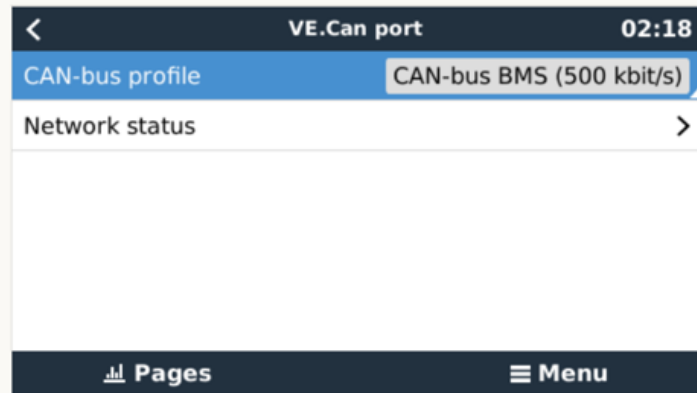 VE.Can port 02:18
CAN-bus profile CAN-bus BMS (500 kbit/s)
Network status
Pages Menu